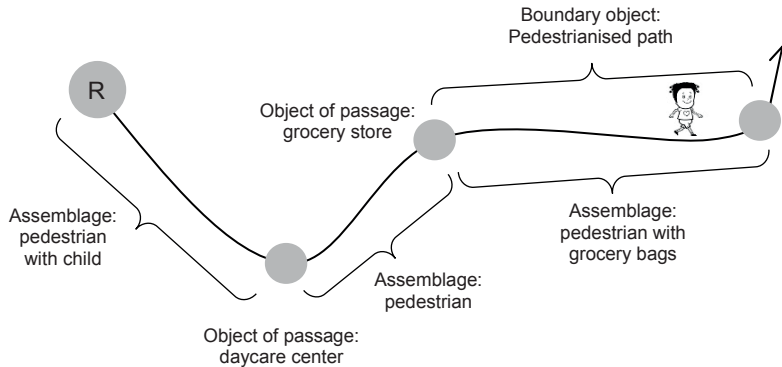 Boundary object:
Pedestrianised path
R
Object of passage:
grocery store
Assemblage:
pedestrian
with child
Assemblage:
pedestrian with
grocery bags
Assemblage:
pedestrian
Object of passage:
daycare center